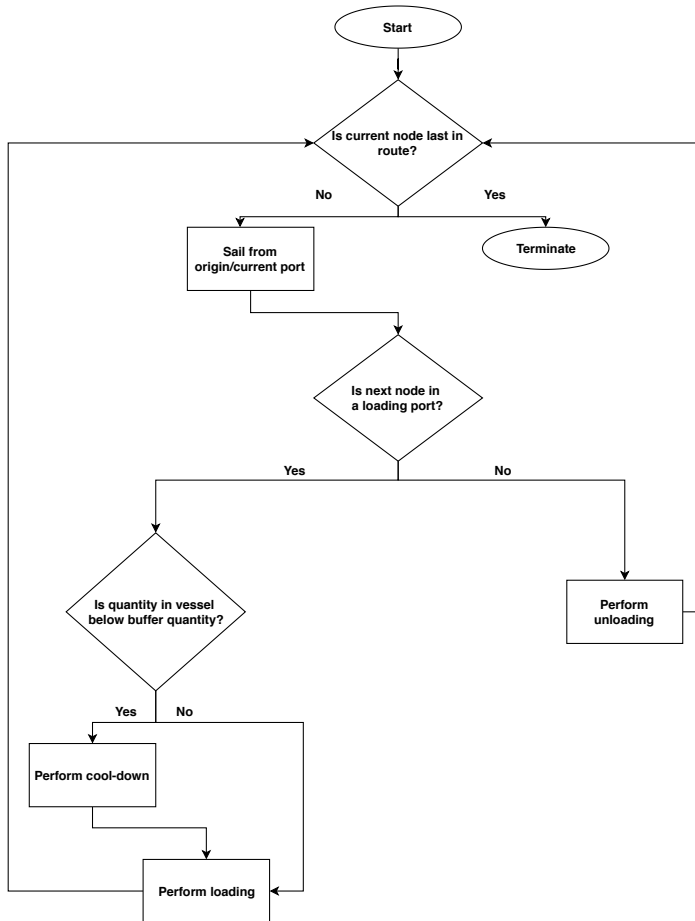 Start
Is current node last in
route?
No
Yes
Sail from
origin/current port
Terminate
Is next node in
a loading port?
Yes
No
Is quantity in vessel
below buffer quantity?
Perform
unloading
Yes
No
Perform cool-down
Perform loading